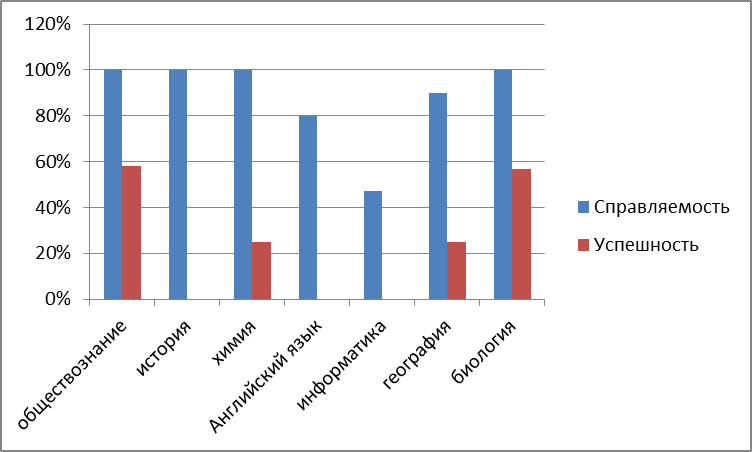 120%
100%
80%
60%
40%
20%
0%
обществознание
история
химия
Английский язык
информатика
география
биология
Справляемость
Успешность